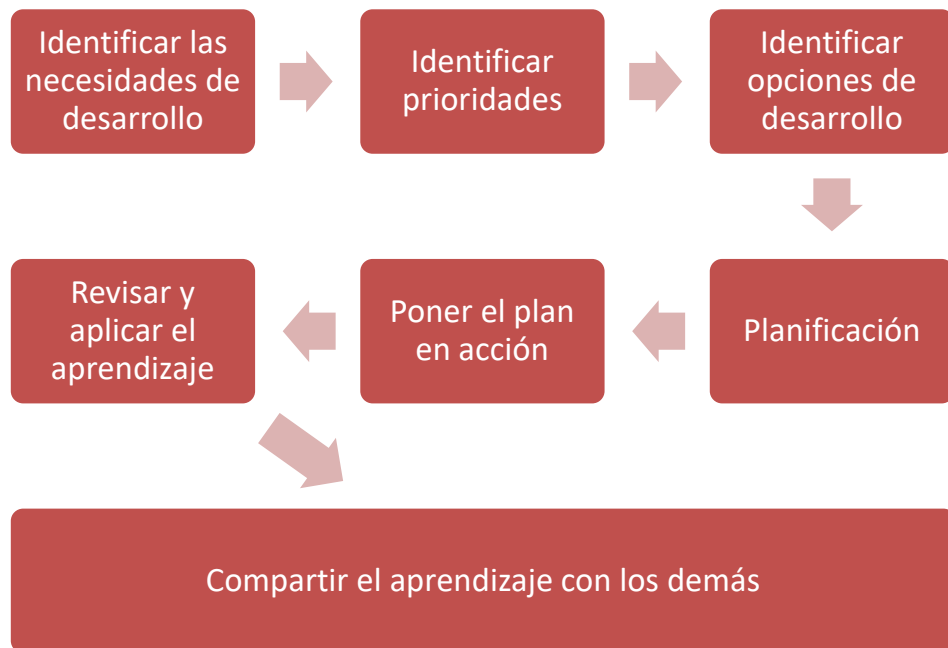 Identificar las
necesidades de
desarrollo
Identificar
prioridades
Identificar
opciones de
desarrollo
Planificación
Poner el plan
en acción
Revisar y
aplicar el
aprendizaje
Compartir el aprendizaje con los demás